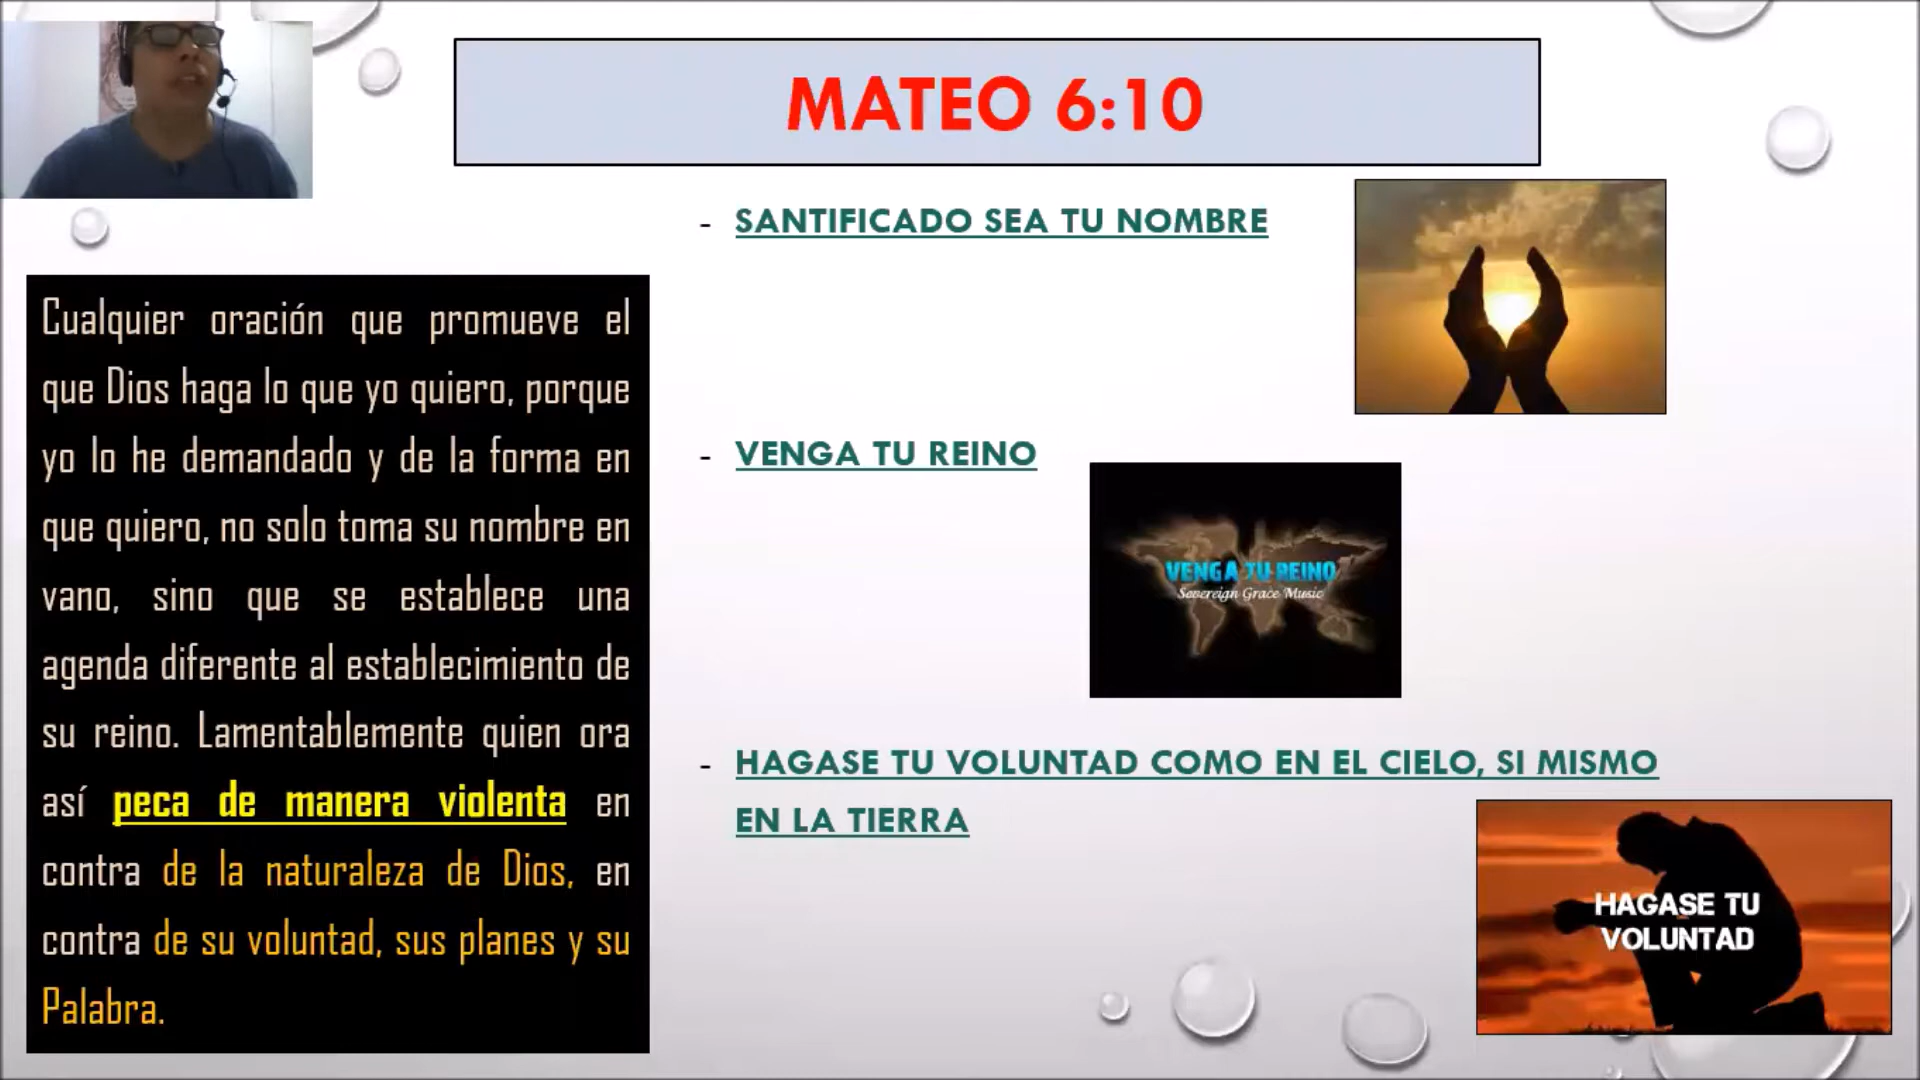 MATEO 6:10
Cualquier oración que promueve el
que Dios haga lo que yo quiero, porque
yo lo he demandado y de la forma en
que quiero, no solo toma su nombre en
vano, sino que se establece una
agenda diferente al establecimiento de
su reino. Lamentablemente quien ora
así peca de manera violenta en
contra de la naturaleza de Dios, en
contra de su voluntad, sus planes y su
Palabra.
- SANTIFICADO SEA TU NOMBRE
- VENGA TU REINO
VENGA TU REINO
Sovereign Grace Music
- HAGASE TU VOLUNTAD COMO EN EL CIELO, SI MISMO
EN LA TIERRA
HAGASE TU
VOLUNTAD